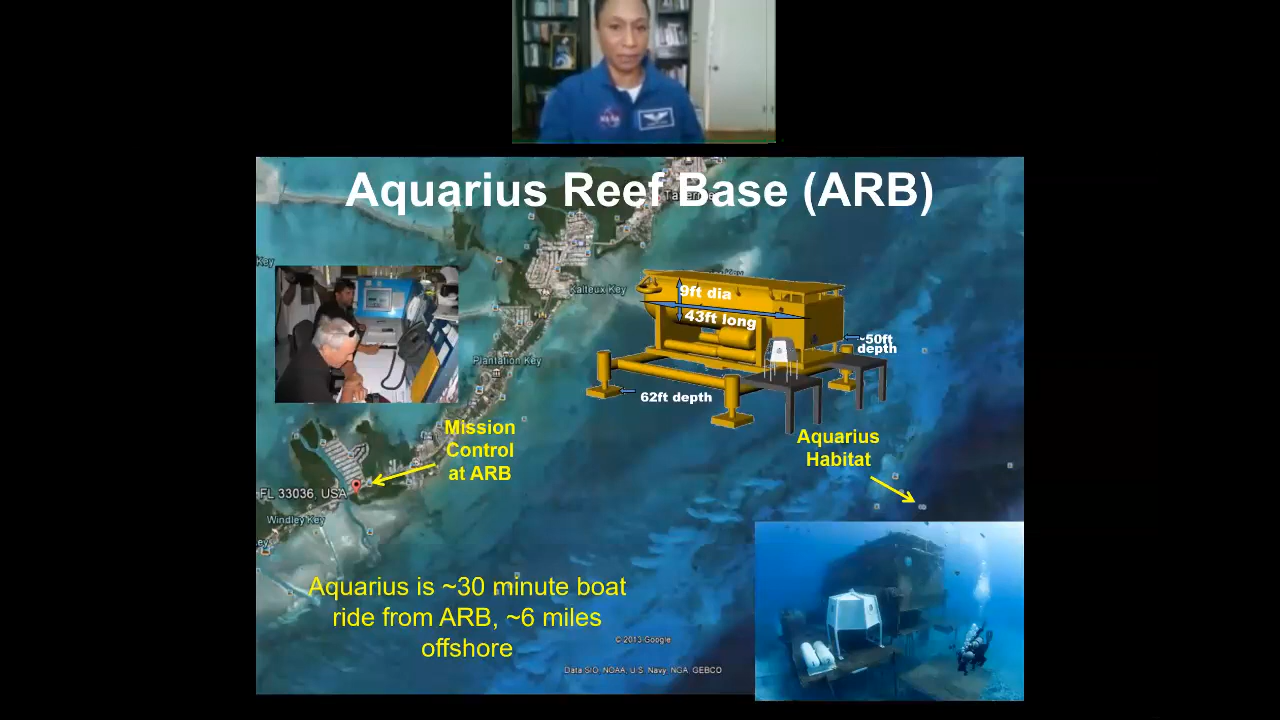 NASA
Aquarius Reef Base (ARB)
Key
9ft dia
43ft long
~50ft
depth
Plantation Key
62ft depth
Mission
Control
at ARB
Aquarius
Habitat
FL 33036, USA
Windley Key
Aquarius is ~30 minute boat
ride from ARB, ~6 miles
offshore
© 2013 Google
Data SIO, NOAA, U.S. Navy, NGA, GEBCO